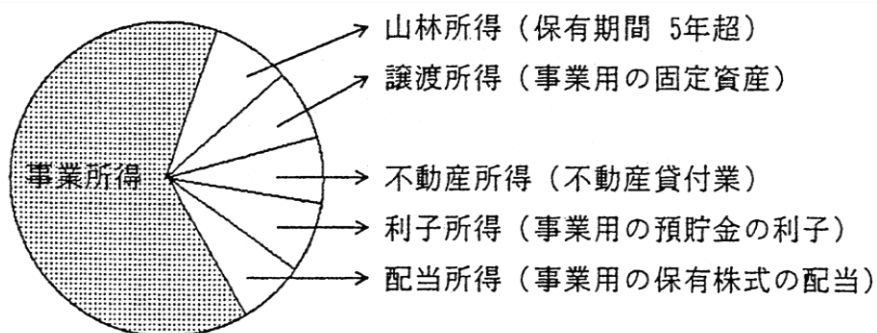 山林所得（保有期間 5年超）
譲渡所得（事業用の固定資産）
事業所得
不動産所得（不動産貸付業）
利子所得（事業用の預貯金の利子）
配当所得（事業用の保有株式の配当）